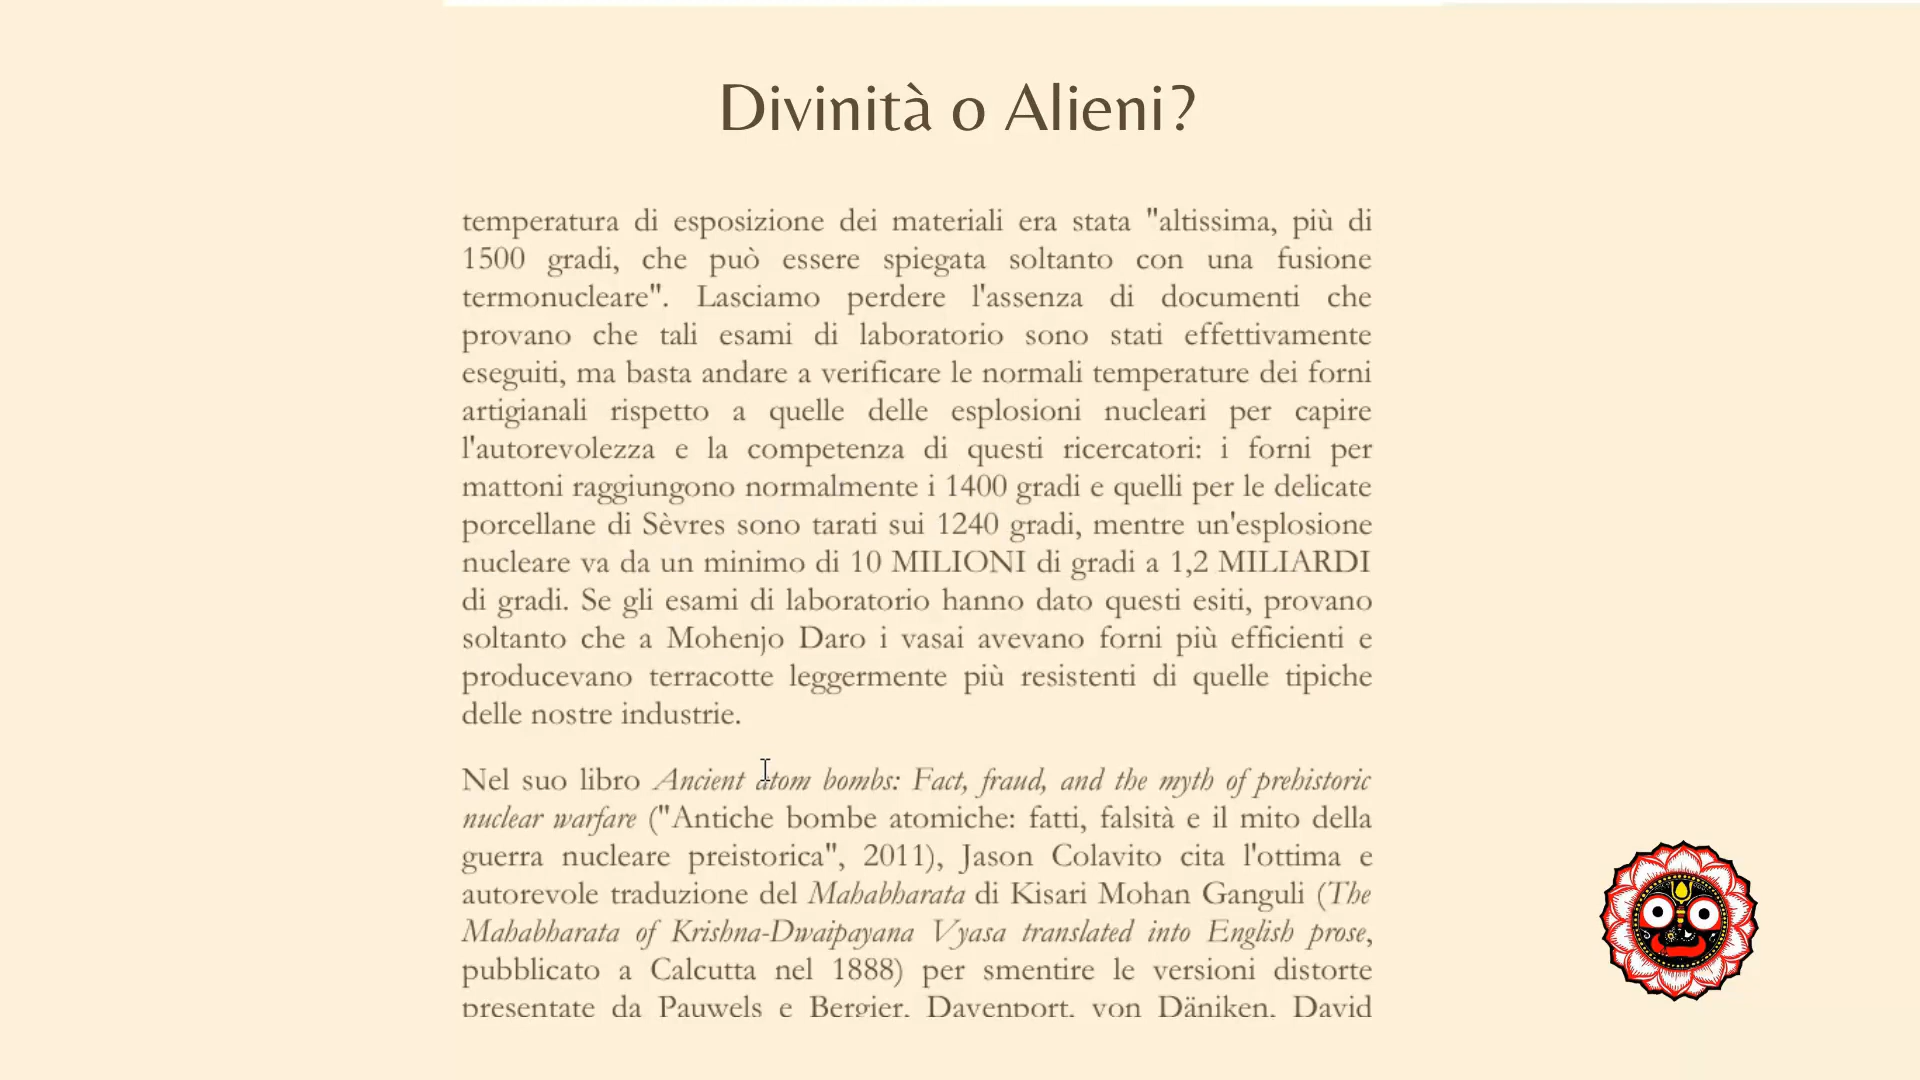 Divinità o Alieni?
temperatura di esposizione dei materiali era stata "altissima, più di
1500 gradi, che può essere spiegata soltanto con una fusione
termonucleare". Lasciamo perdere l'assenza di documenti che
provano che tali esami di laboratorio sono stati effettivamente
eseguiti, ma basta andare a verificare le normali temperature dei forni
artigianali rispetto a quelle delle esplosioni nucleari per capire
l'autorevolezza e la competenza di questi ricercatori: i forni per
mattoni raggiungono normalmente i 1400 gradi e quelli per le delicate
porcellane di Sèvres sono tarati sui 1240 gradi, mentre un'esplosione
nucleare va da un minimo di 10 MILIONI di gradi a 1,2 MILIARDI
di gradi. Se gli esami di laboratorio hanno dato questi esiti, provano
soltanto che a Mohenjo Daro i vasai avevano forni più efficienti e
producevano terracotte leggermente più resistenti di quelle tipiche
delle nostre industrie.
Nel suo libro Ancient atom bombs: Fact, fraud, and the myth of prehistoric
nuclear warfare ("Antiche bombe atomiche: fatti, falsità e il mito della
guerra nucleare preistorica", 2011), Jason Colavito cita l'ottima e
autorevole traduzione del Mahabharata di Kisari Mohan Ganguli (The
Mahabharata of Krishna-Dwaipayana Vyasa translated into English prose,
pubblicato a Calcutta nel 1888) per smentire le versioni distorte
presentate da Pauwels e Bergier, Davenport, von Däniken, David